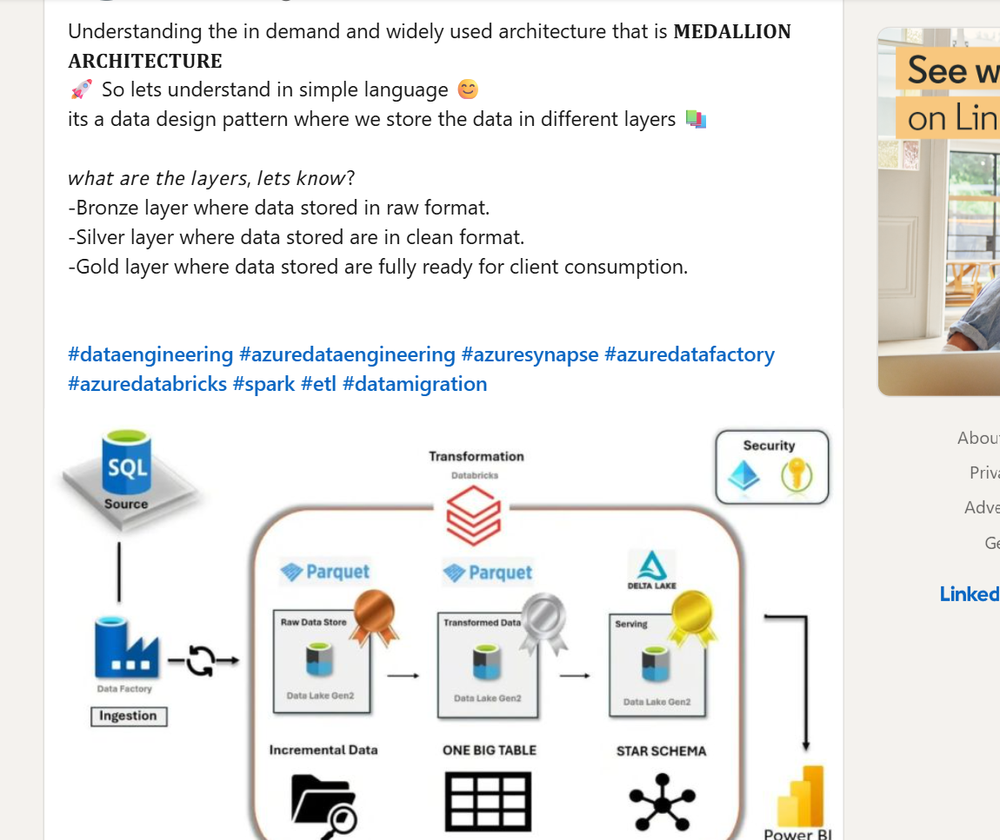 Understanding the in demand and widely used architecture that is MEDALLION
ARCHITECTURE
🚀 So lets understand in simple language 😊
its a data design pattern where we store the data in different layers 📚
what are the layers, lets know?
-Bronze layer where data stored in raw format.
-Silver layer where data stored are in clean format.
-Gold layer where data stored are fully ready for client consumption.
#dataengineering #azuredataengineering #azuresynapse #azuredatafactory
#azuredatabricks #spark #etl #datamigration
SQL
Source
Transformation
Databricks
Security
Parquet
Parquet
DELTA LAKE
Raw Data Store
Transformed Data
Serving
Data Lake Gen2
Data Lake Gen2
Data Lake Gen2
Data Factory
Ingestion
Incremental Data
ONE BIG TABLE
STAR SCHEMA
Power BI
See w
on Lin
Abou
Priva
Adve
Ge
Linked